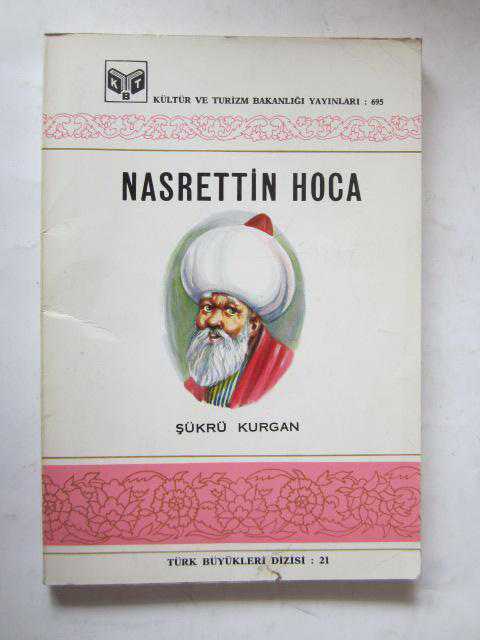 K B T
KÜLTÜR VE TURİZM BAKANLIĞI YAYINLARI : 695
NASRETTİN HOCA
ŞÜKRÜ KURGAN
TÜRK BÜYÜKLERİ DİZİSİ : 21